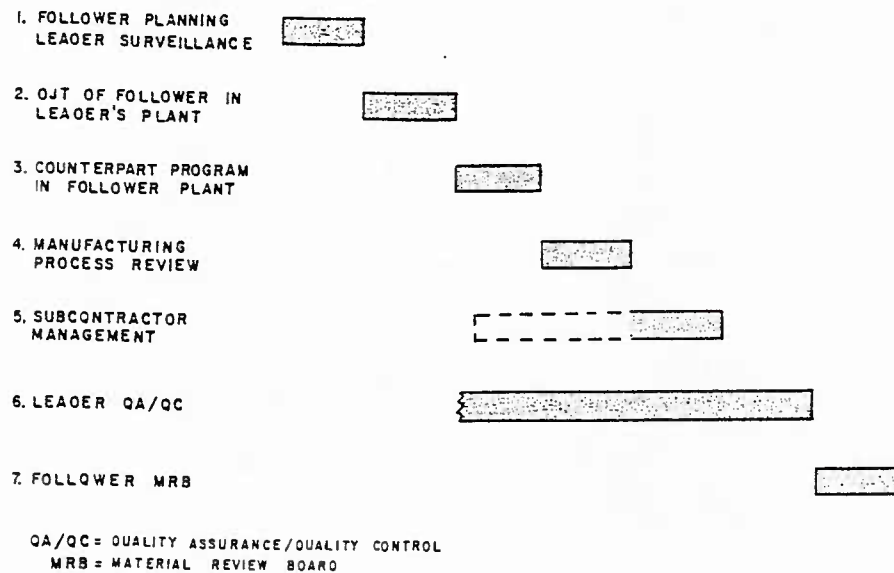 1. FOLLOWER PLANNING
LEAOER SURVEILLANCE
2. OJT OF FOLLOWER IN
LEAOER'S PLANT
3. COUNTERPART PROGRAM
IN FOLLOWER PLANT
4. MANUFACTURING
PROCESS REVIEW
5. SUBCONTRACTOR
MANAGEMENT
6. LEAOER QA/QC
7. FOLLOWER MRB
QA/QC= QUALITY ASSURANCE/QUALITY CONTROL
MRB= MATERIAL REVIEW BOARD